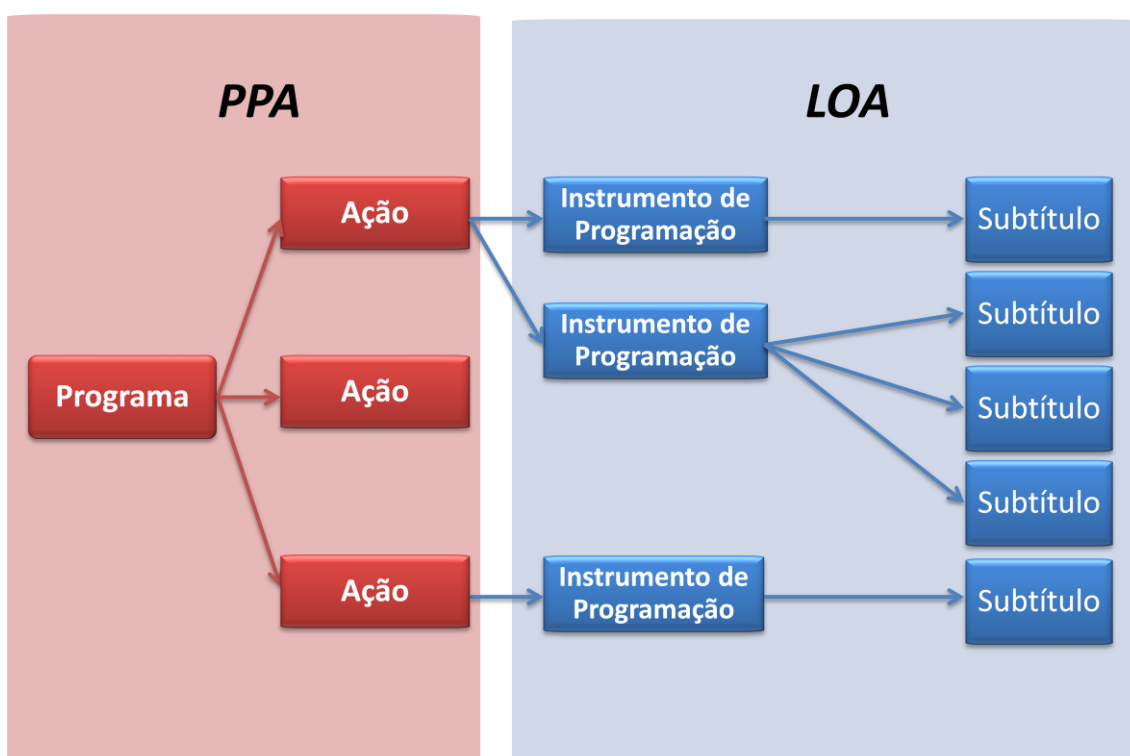 PPA
LOA
Programa
Ação
Ação
Ação
Instrumento de
Programação
Instrumento de
Programação
Instrumento de
Programação
Subtítulo
Subtítulo
Subtítulo
Subtítulo
Subtítulo